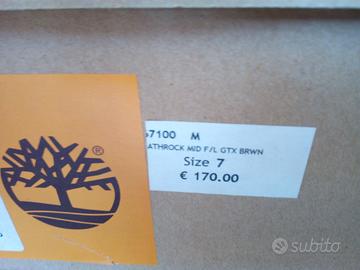 67100 M
ATHROCK MID F/L GTX BRWN
Size 7
€ 170.00
®
subito